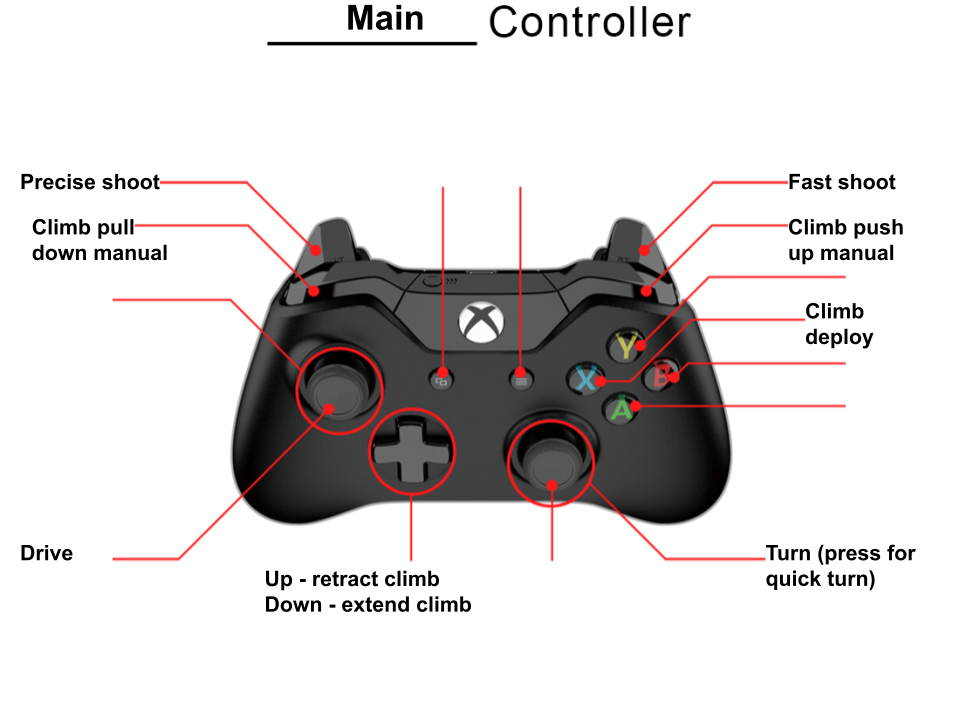 Main Controller
Precise shoot
Fast shoot
Climb pull
down manual
Climb push
up manual
Climb
deploy
Y
X
B
A
Drive
Up - retract climb
Down - extend climb
Turn (press for
quick turn)